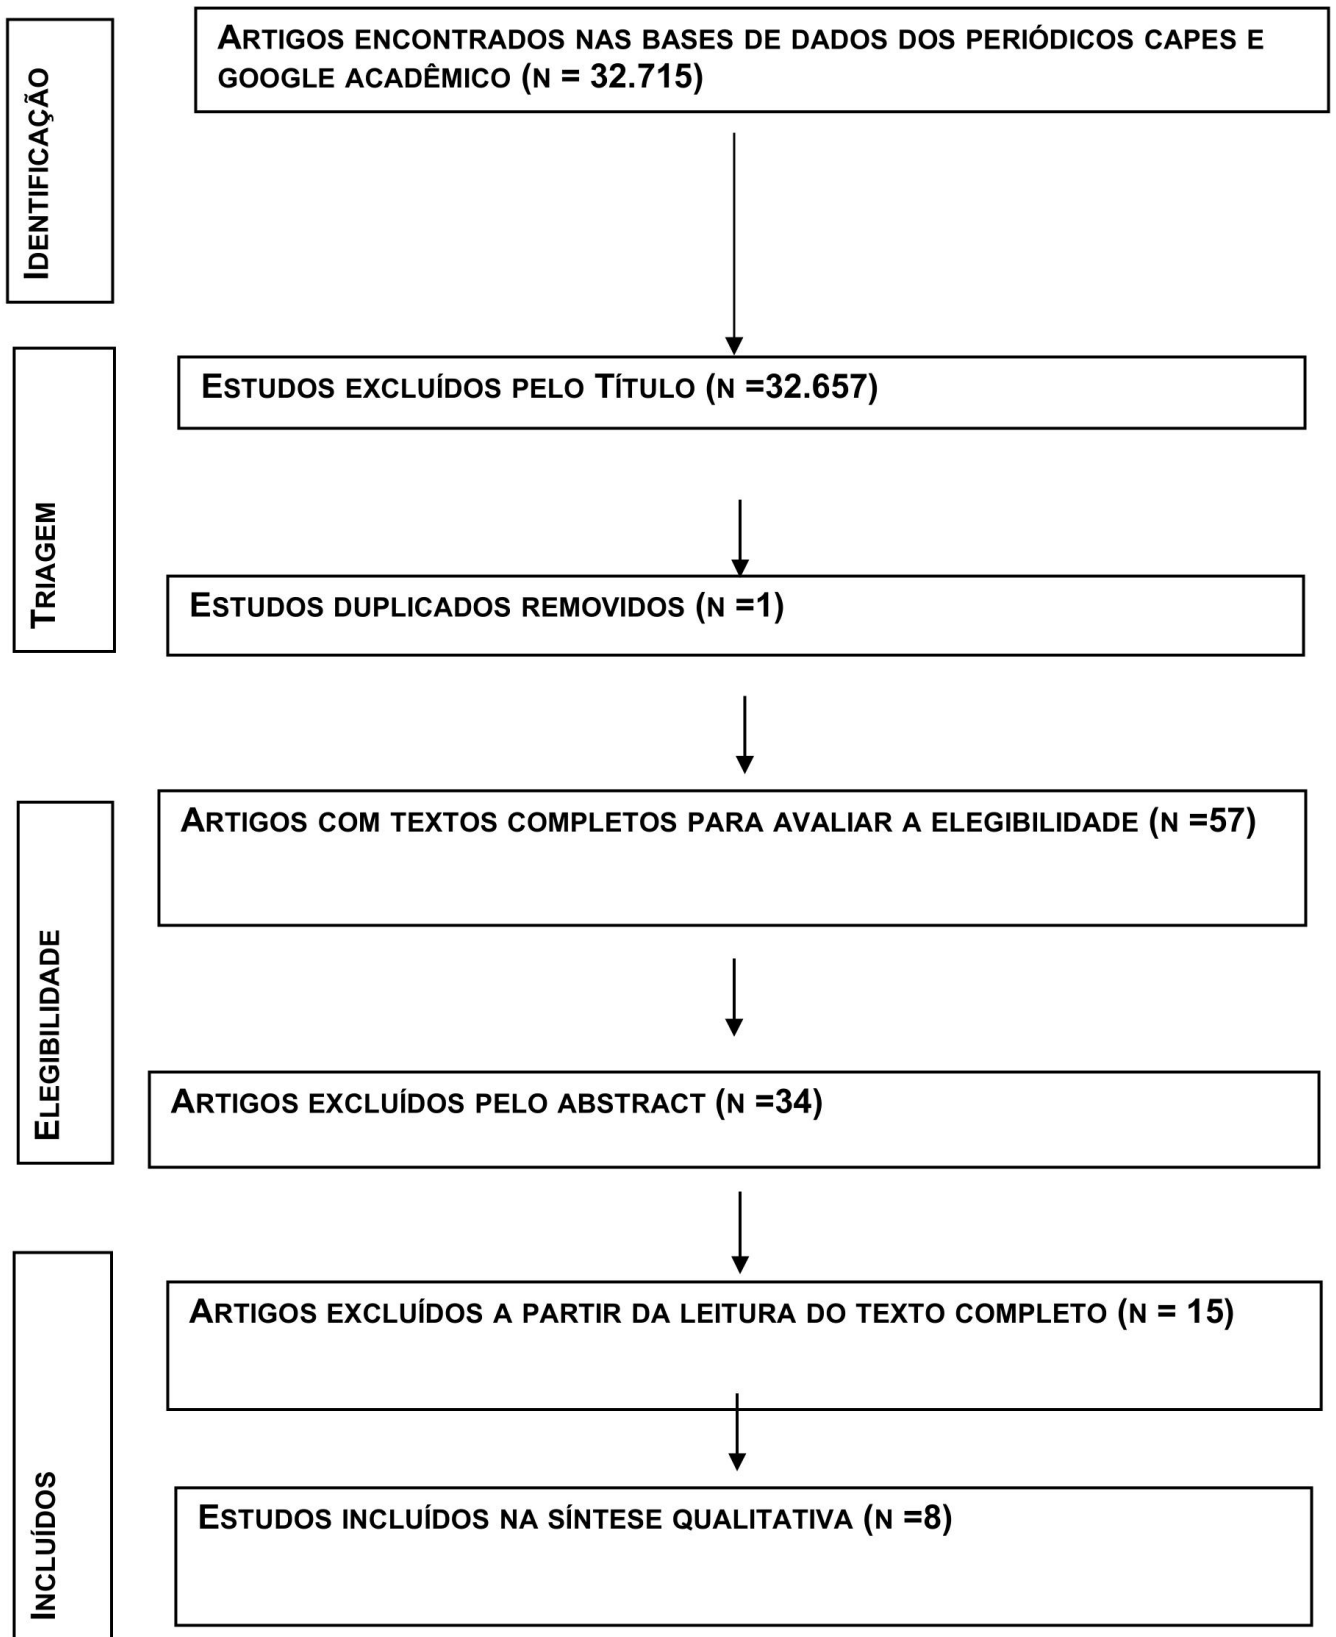 IDENTIFICAÇÃO
ARTIGOS ENCONTRADOS NAS BASES DE DADOS DOS PERIÓDICOS CAPES E
GOOGLE ACADÊMICO (N = 32.715)
TRIAGEM
ESTUDOS EXCLUÍDOS PELO TÍTULO (N =32.657)
ESTUDOS DUPLICADOS REMOVIDOS (N =1)
ELEGIBILIDADE
ARTIGOS COM TEXTOS COMPLETOS PARA AVALIAR A ELEGIBILIDADE (N =57)
ARTIGOS EXCLUÍDOS PELO ABSTRACT (N =34)
INCLUÍDOS
ARTIGOS EXCLUÍDOS A PARTIR DA LEITURA DO TEXTO COMPLETO (N = 15)
ESTUDOS INCLUÍDOS NA SÍNTESE QUALITATIVA (N =8)